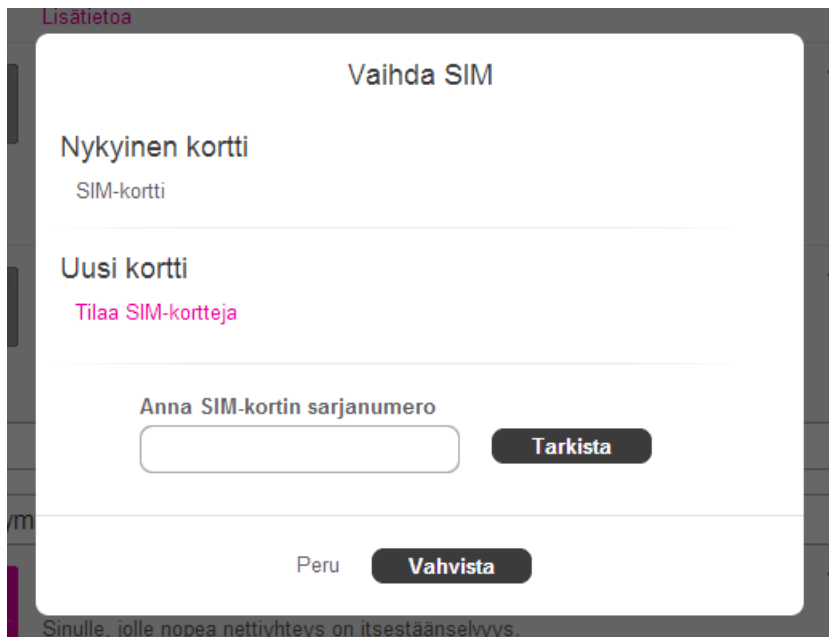 Lisätietoa
Vaihda SIM
Nykyinen kortti
SIM-kortti
Uusi kortti
Tilaa SIM-kortteja
Anna SIM-kortin sarjanumero
Tarkista
ym
Peru
Vahvista
Sinulle, jolle nopea nettiyhteys on itsestäänselvyys.